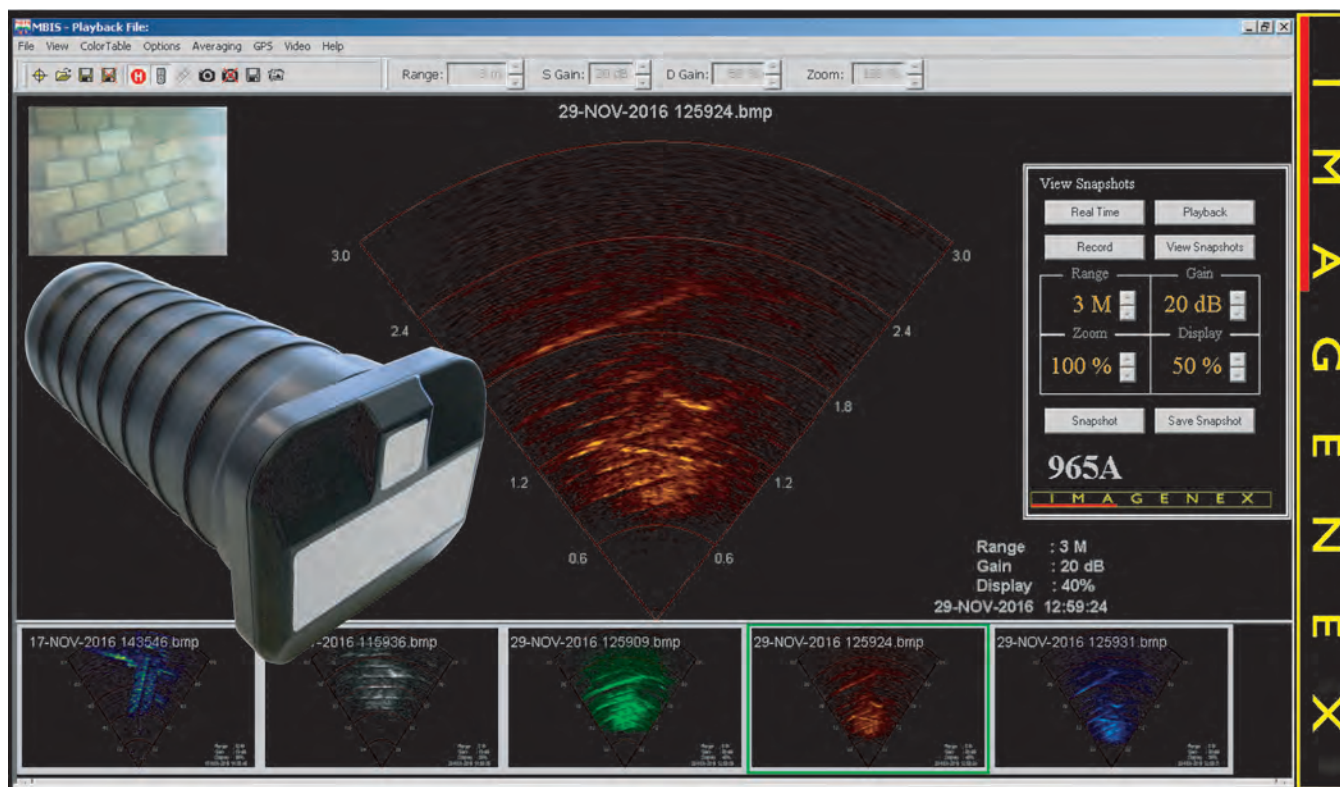 MBIS - Playback File:
File View ColorTable Options Averaging GPS Video Help
Range: 3 m S Gain: 20 dB D Gain: 50 % Zoom: 100 %
29-NOV-2016 125924.bmp
3.0 3.0
2.4 2.4
1.8
1.2 1.2
0.6 0.6
View Snapshots
Real Time Playback
Record View Snapshots
Range Gain
3 M 20 dB
Zoom Display
100 % 50 %
Snapshot Save Snapshot
965A
IMAGENEX
Range : 3 M
Gain : 20 dB
Display : 40%
29-NOV-2016 12:59:24
17-NOV-2016 143546.bmp
-2016 115936.bmp
29-NOV-2016 125909.bmp
29-NOV-2016 125924.bmp
29-NOV-2016 125931.bmp
IMAGENEX